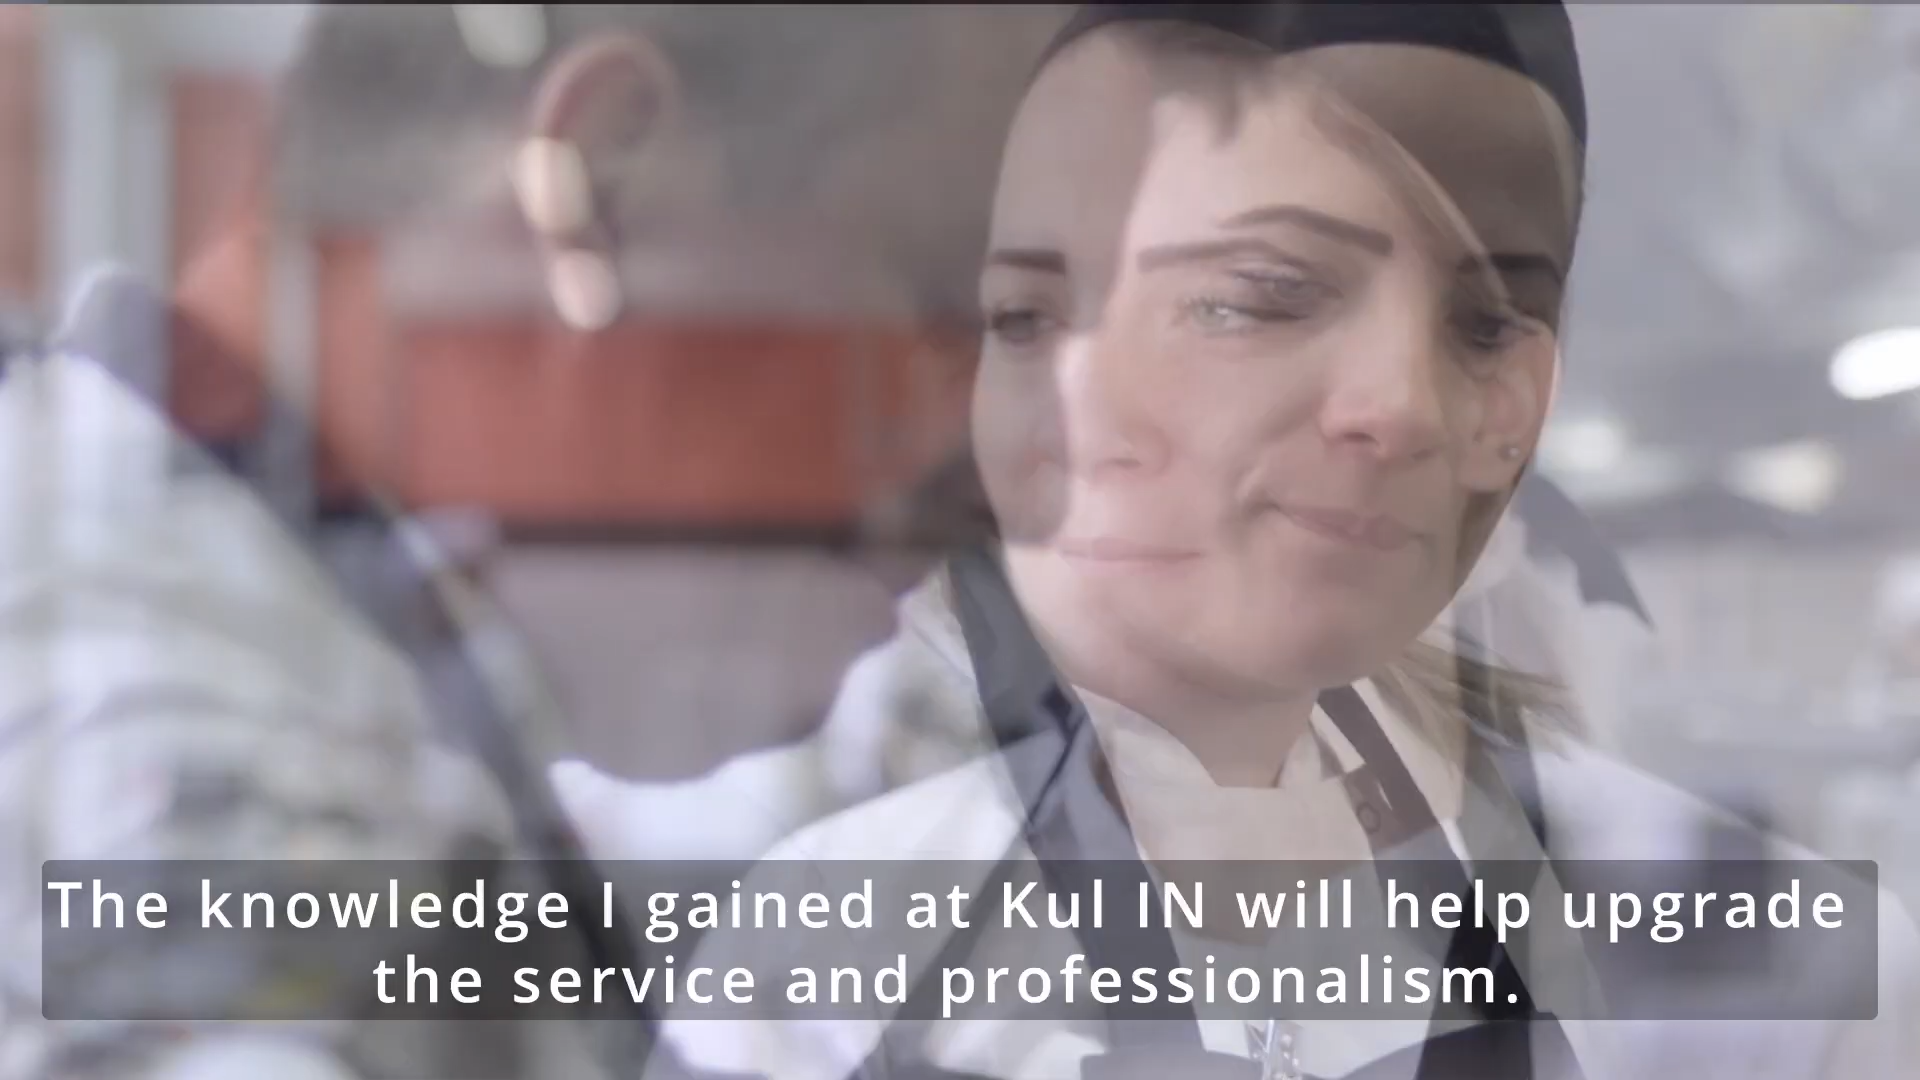 The knowledge I gained at Kul IN will help upgrade
the service and professionalism.